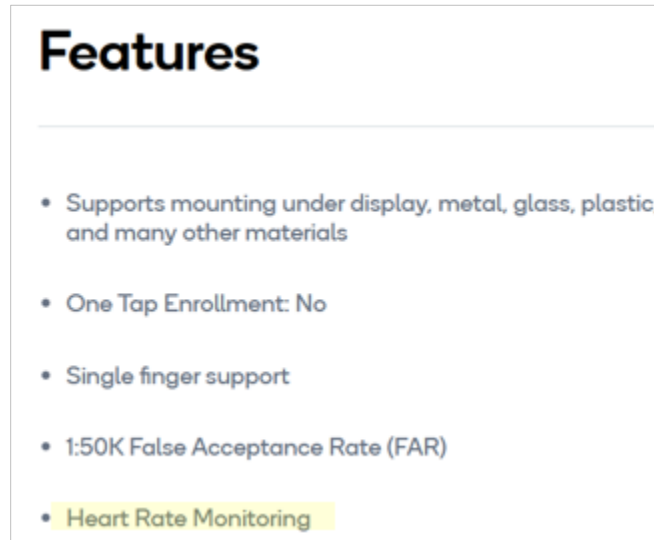 Features
• Supports mounting under display, metal, glass, plastic,
and many other materials
• One Tap Enrollment: No
• Single finger support
• 1:50K False Acceptance Rate (FAR)
• Heart Rate Monitoring